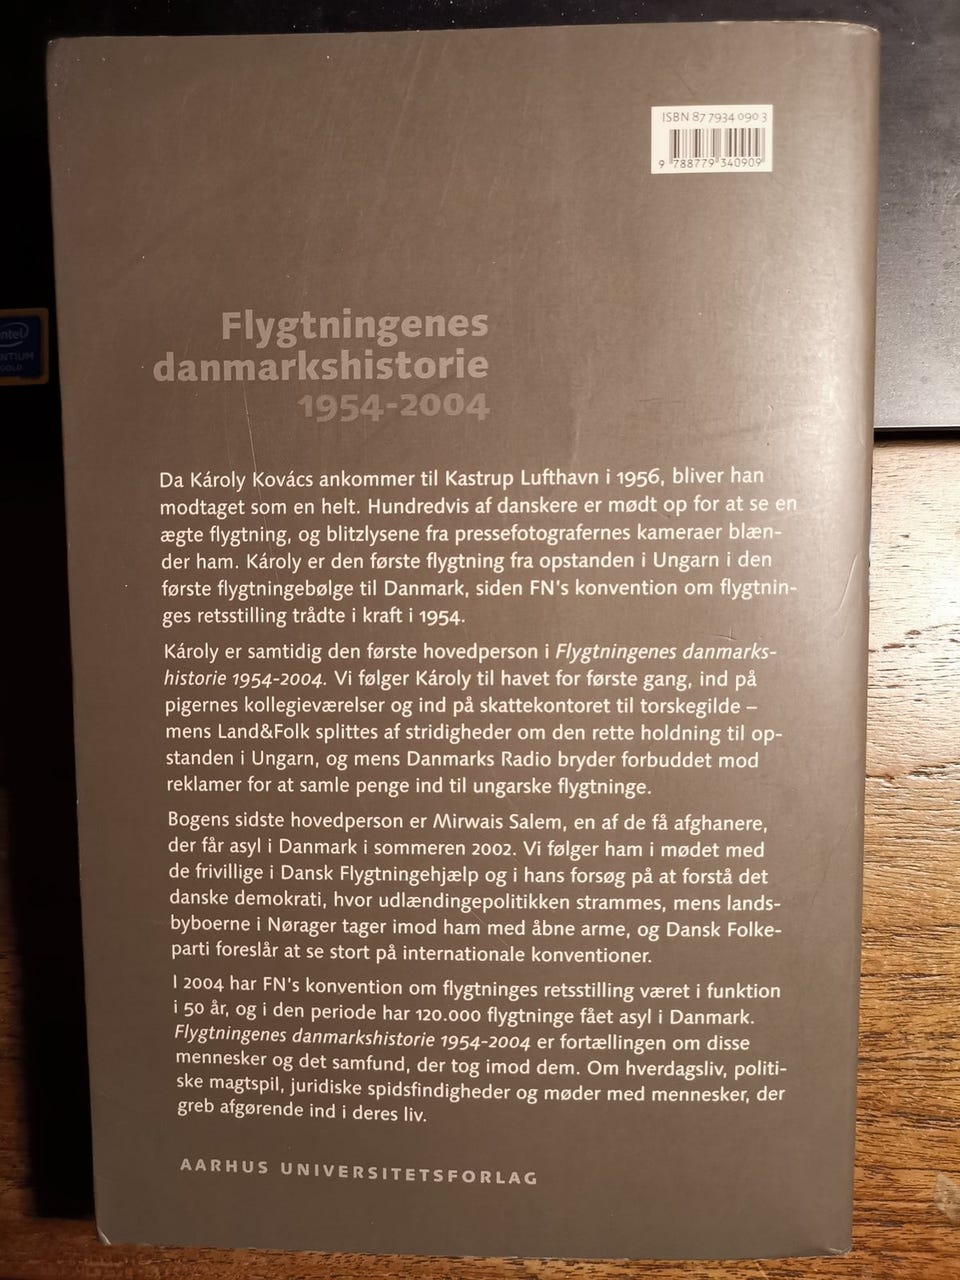 ISBN 87 7934 090 3
9 788779 340909
Flygtningenes
danmarkshistorie
1954-2004
Da Károly Kovács ankommer til Kastrup Lufthavn i 1956, bliver han
modtaget som en helt. Hundredvis af danskere er mødt op for at se en
ægte flygtning, og blitzlysene fra pressefotografernes kameraer blæn-
der ham. Károly er den første flygtning fra opstanden i Ungarn i den
første flygtningebølge til Danmark, siden FN's konvention om flygtnin-
ges retsstilling trådte i kraft i 1954.
Károly er samtidig den første hovedperson i Flygtningenes danmarks-
historie 1954-2004. Vi følger Károly til havet for første gang, ind på
pigernes kollegieværelser og ind på skattekontoret til torskegilde –
mens Land&Folk splittes af stridigheder om den rette holdning til op-
standen i Ungarn, og mens Danmarks Radio bryder forbuddet mod
reklamer for at samle penge ind til ungarske flygtninge.
Bogens sidste hovedperson er Mirwais Salem, en af de få afghanere,
der får asyl i Danmark i sommeren 2002. Vi følger ham i mødet med
de frivillige i Dansk Flygtningehjælp og i hans forsøg på at forstå det
danske demokrati, hvor udlændingepolitikken strammes, mens lands-
byboerne i Nørager tager imod ham med åbne arme, og Dansk Folke-
parti foreslår at se stort på internationale konventioner.
I 2004 har FN's konvention om flygtninges retsstilling været i funktion
i 50 år, og i den periode har 120.000 flygtninge fået asyl i Danmark.
Flygtningenes danmarkshistorie 1954-2004 er fortællingen om disse
mennesker og det samfund, der tog imod dem. Om hverdagsliv, politi-
ske magtspil, juridiske spidsfindigheder og møder med mennesker, der
greb afgørende ind i deres liv.
AARHUS UNIVERSITETSFORLAG
ntel
NTIUM
GOLD